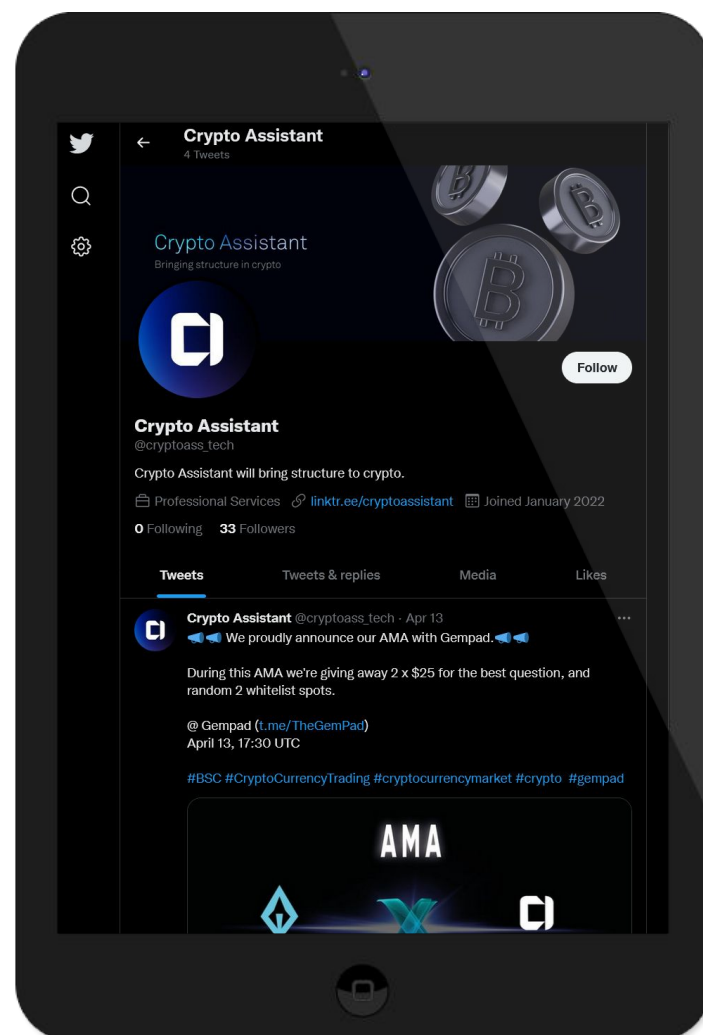 Crypto Assistant
4 Tweets
Crypto Assistant
Bringing structure in crypto
Follow
Crypto Assistant
@cryptoass_tech
Crypto Assistant will bring structure to crypto.
Professional Services linktr.ee/cryptoassistant Joined January 2022
0 Following 33 Followers
Tweets Tweets & replies Media Likes
Crypto Assistant @cryptoass_tech · Apr 13
We proudly announce our AMA with Gempad.
During this AMA we're giving away 2 x $25 for the best question, and
random 2 whitelist spots.
@ Gempad (t.me/TheGemPad)
April 13, 17:30 UTC
#BSC #CryptoCurrencyTrading #cryptocurrencymarket #crypto #gempad
AMA